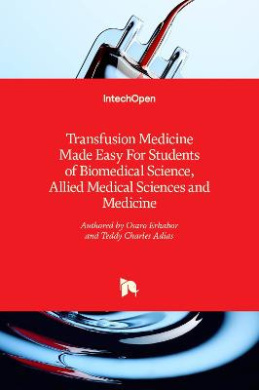 IntechOpen
Transfusion Medicine
Made Easy For Students
of Biomedical Science,
Allied Medical Sciences and
Medicine
Authored by Osaro Erhabor
and Teddy Charles Adias